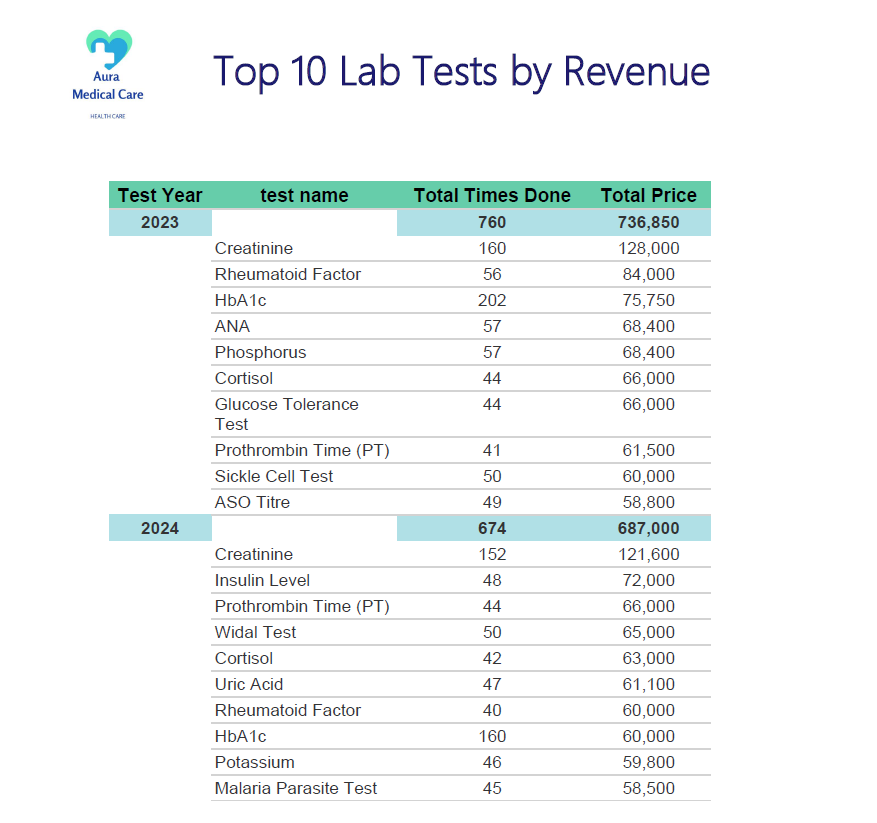 Aura
Medical Care
HEALTH CARE
Top 10 Lab Tests by Revenue
Test Year test name Total Times Done Total Price
2023 760 736,850
Creatinine 160 128,000
Rheumatoid Factor 56 84,000
HbA1c 202 75,750
ANA 57 68,400
Phosphorus 57 68,400
Cortisol 44 66,000
Glucose Tolerance 44 66,000
Test
Prothrombin Time (PT) 41 61,500
Sickle Cell Test 50 60,000
ASO Titre 49 58,800
2024 674 687,000
Creatinine 152 121,600
Insulin Level 48 72,000
Prothrombin Time (PT) 44 66,000
Widal Test 50 65,000
Cortisol 42 63,000
Uric Acid 47 61,100
Rheumatoid Factor 40 60,000
HbA1c 160 60,000
Potassium 46 59,800
Malaria Parasite Test 45 58,500